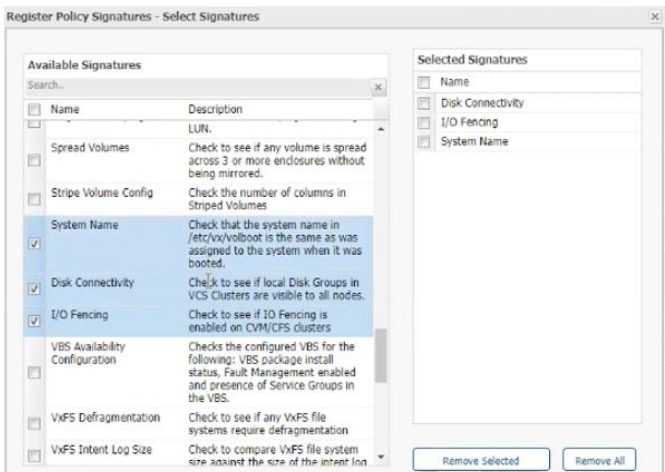 Register Policy Signatures - Select Signatures
Available Signatures
Search..
Name Description
LUN.
Spread Volumes Check to see if any volume is spread
across 3 or more enclosures without
being mirrored.
Stripe Volume Config Check the number of columns in
Striped Volumes
System Name Check that the system name in
/etc/vx/volboot is the same as was
assigned to the system when it was
booted.
Disk Connectivity Check to see if local Disk Groups in
VCS Clusters are visible to all nodes.
I/O Fencing Check to see if IO Fencing is
enabled on CVM/CFS clusters
VBS Availability Checks the configured VBS for the
Configuration following: VBS package install
status, Fault Management enabled
and presence of Service Groups in
the VBS.
VxFS Defragmentation Check to see if any VxFS file
systems require defragmentation
VxFS Intent Log Size Check to compare VxFS file system
size against the size of the intent log
Selected Signatures
Name
Disk Connectivity
I/O Fencing
System Name
Remove Selected Remove All